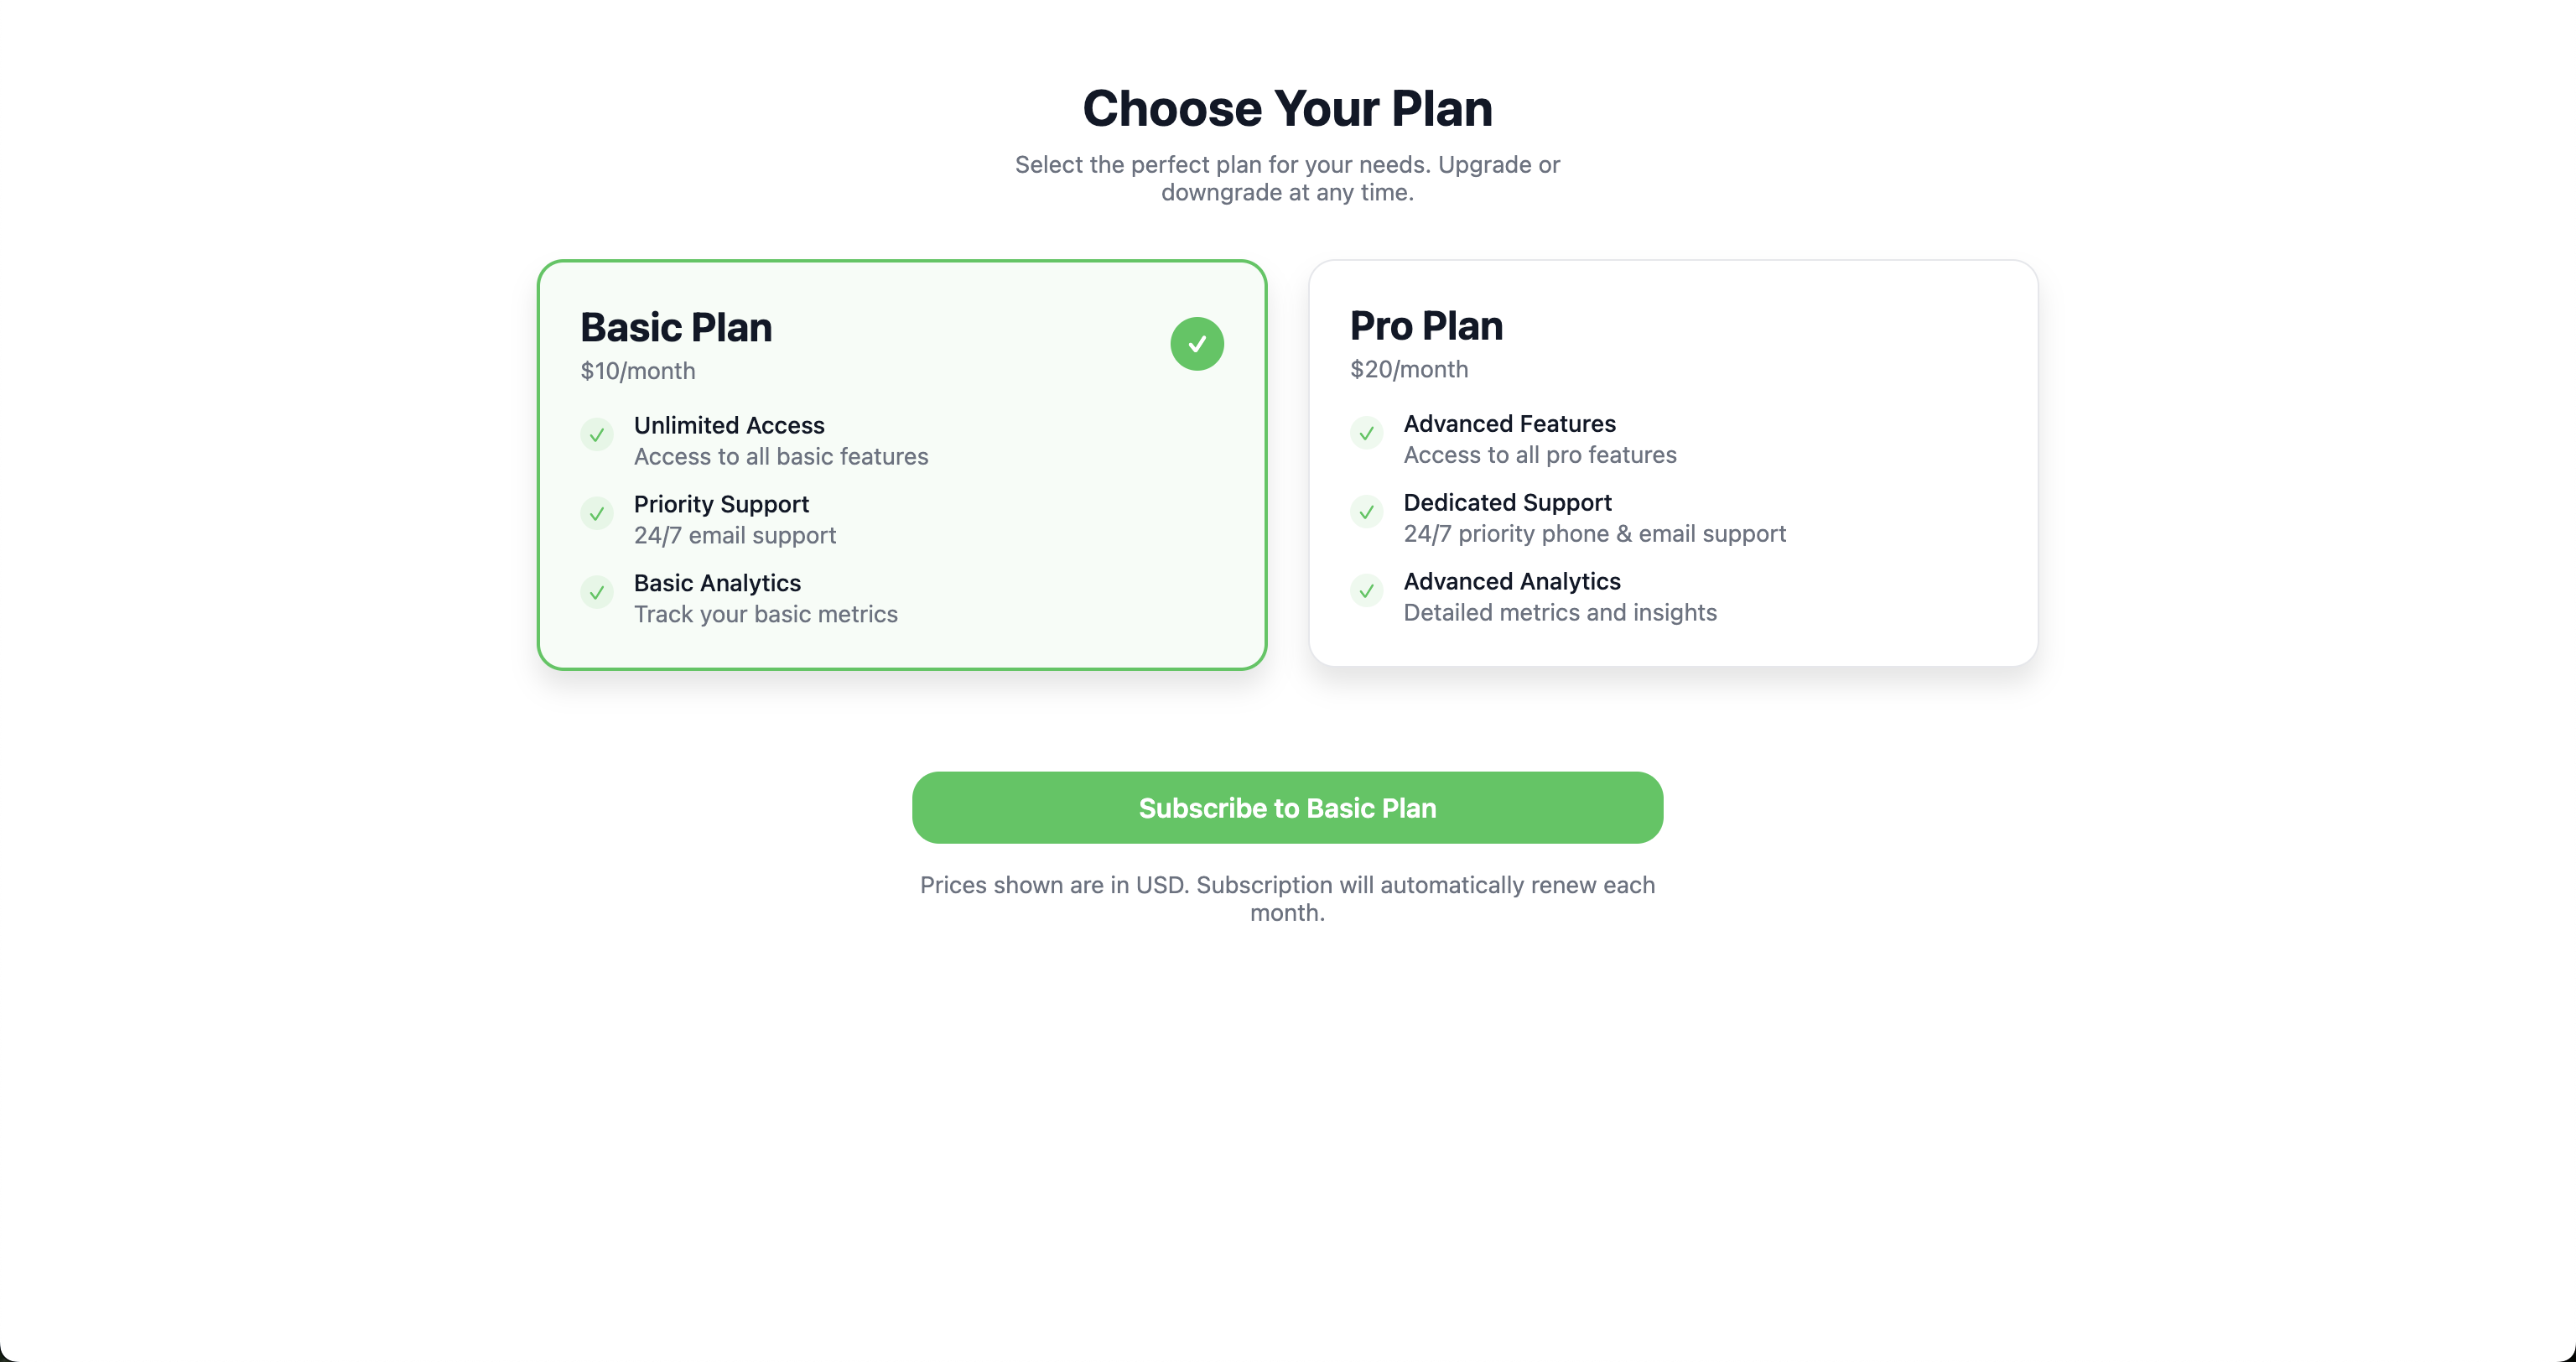 Choose Your Plan
Select the perfect plan for your needs. Upgrade or
downgrade at any time.
Basic Plan
$10/month
Unlimited Access
Access to all basic features
Priority Support
24/7 email support
Basic Analytics
Track your basic metrics
Pro Plan
$20/month
Advanced Features
Access to all pro features
Dedicated Support
24/7 priority phone & email support
Advanced Analytics
Detailed metrics and insights
Subscribe to Basic Plan
Prices shown are in USD. Subscription will automatically renew each
month.